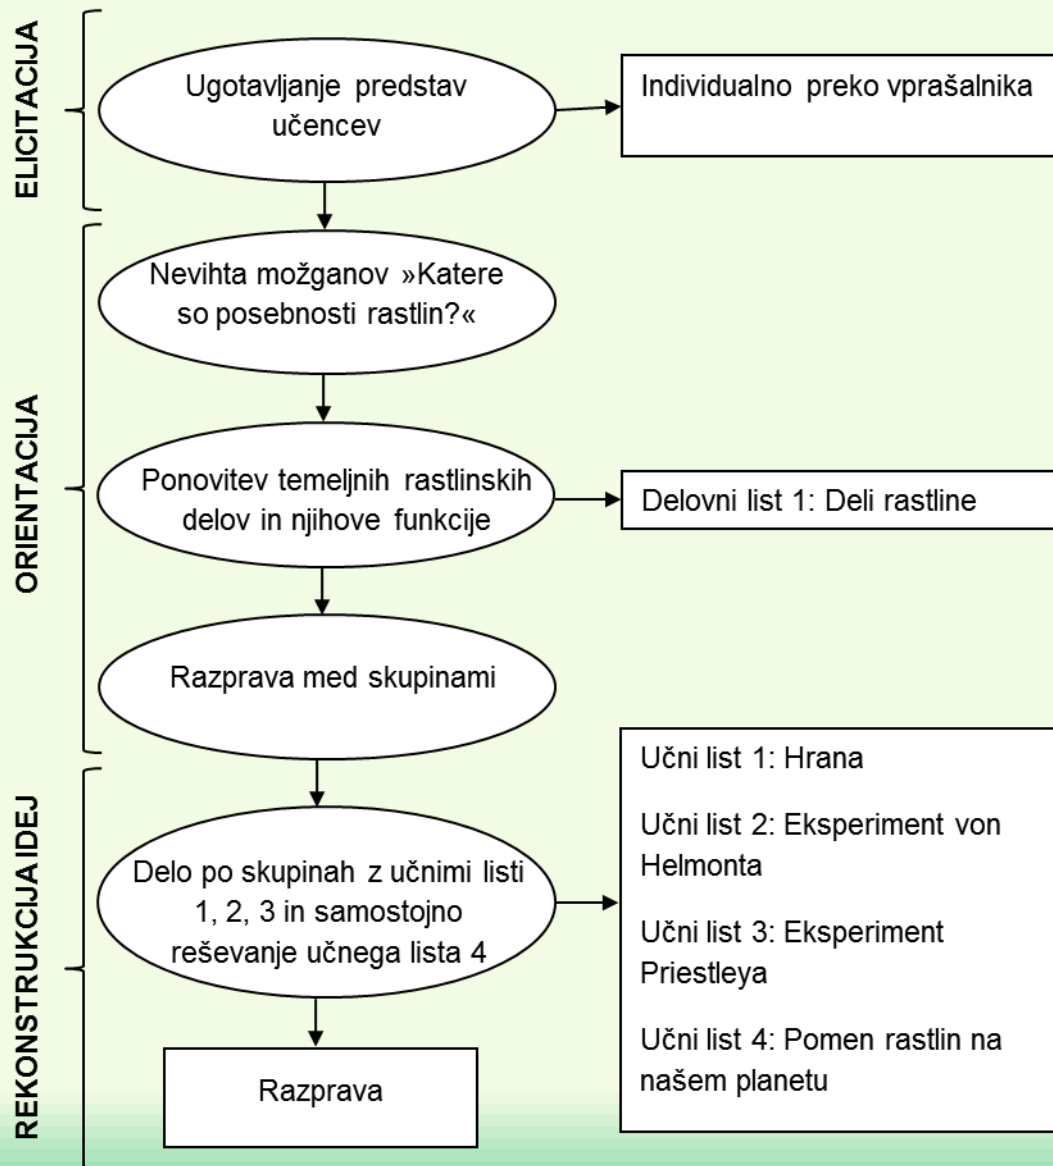 ELICITACIJA
Ugotavljanje predstav
učencev
Individualno preko vprašalnika
ORIENTACIJA
Nevihta možganov »Katere
so posebnosti rastlin?«
Ponovitev temeljnih rastlinskih
delov in njihove funkcije
Delovni list 1: Deli rastline
Razprava med skupinami
REKONSTRUKCIJA IDEJ
Delo po skupinah z učnimi listi
1, 2, 3 in samostojno
reševanje učnega lista 4
Učni list 1: Hrana
Učni list 2: Eksperiment von
Helmonta
Učni list 3: Eksperiment
Priestleya
Učni list 4: Pomen rastlin na
našem planetu
Razprava